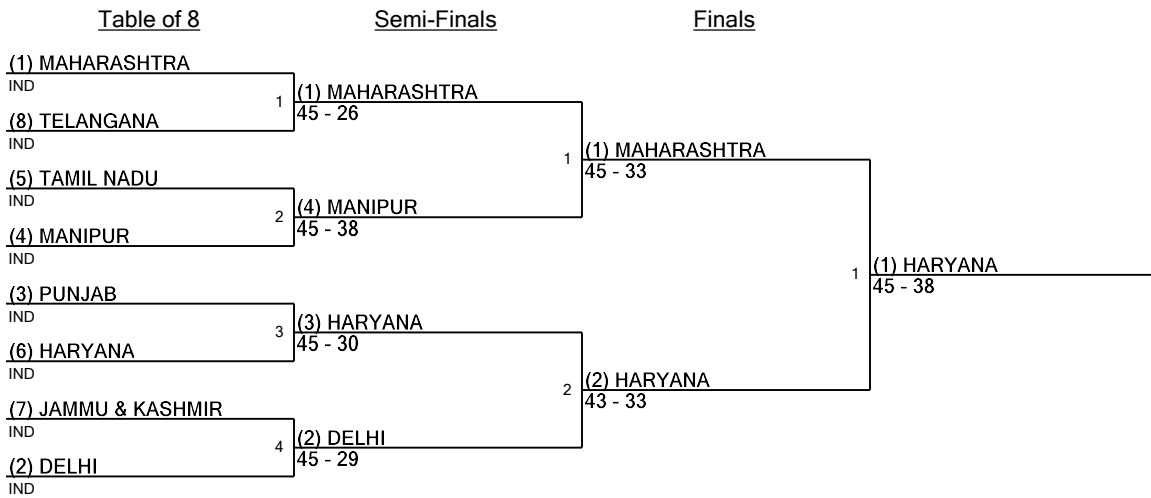 Table of 8
Semi-Finals
Finals
(1) MAHARASHTRA
IND
1
(8) TELANGANA
IND
(5) TAMIL NADU
IND
2
(4) MANIPUR
IND
(3) PUNJAB
IND
3
(6) HARYANA
IND
(7) JAMMU & KASHMIR
IND
4
(2) DELHI
IND
(1) MAHARASHTRA
45 - 26
1
(4) MANIPUR
45 - 38
(3) HARYANA
45 - 30
2
(2) DELHI
45 - 29
(1) MAHARASHTRA
45 - 33
1
(2) HARYANA
43 - 33
(1) HARYANA
45 - 38